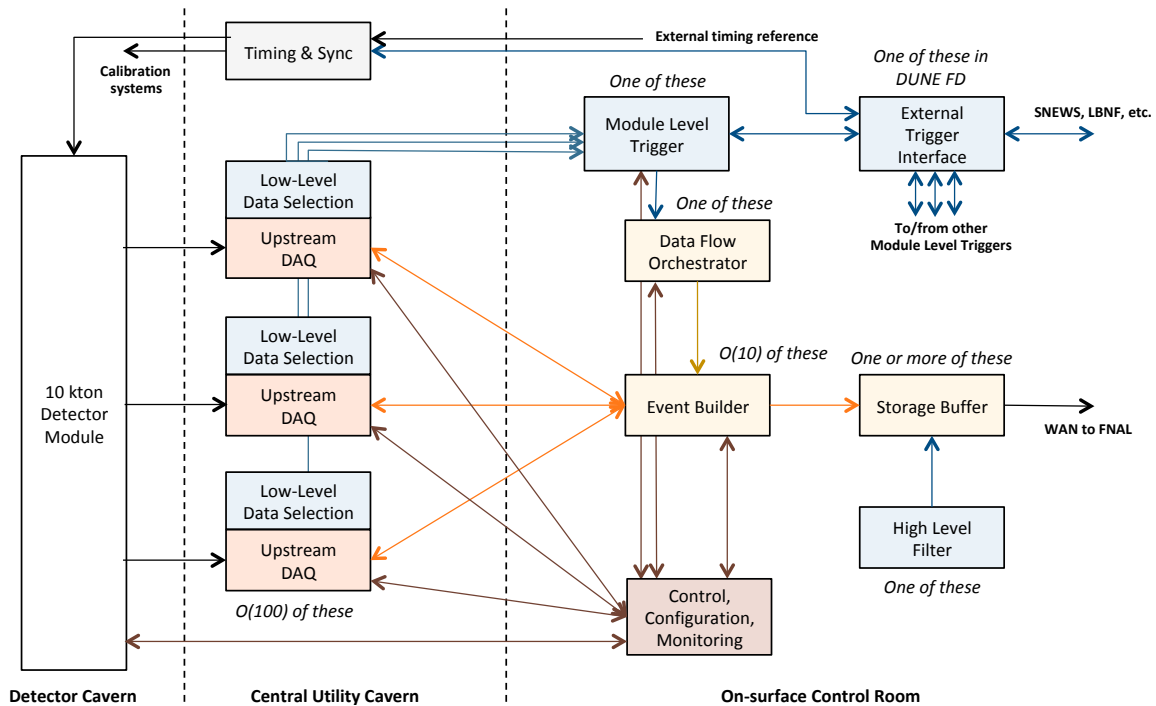 External timing reference
Timing & Sync
Calibration
systems
One of these
One of these in
DUNE FD
Module Level
Trigger
External
Trigger
Interface
SNEWS, LBNF, etc.
Low-Level
Data Selection
Upstream
DAQ
One of these
To/from other
Module Level Triggers
Data Flow
Orchestrator
Low-Level
Data Selection
Upstream
DAQ
O(10) of these
One or more of these
10 kton
Detector
Module
Event Builder
Storage Buffer
WAN to FNAL
Low-Level
Data Selection
Upstream
DAQ
High Level
Filter
One of these
O(100) of these
Control,
Configuration,
Monitoring
Detector Cavern
Central Utility Cavern
On-surface Control Room